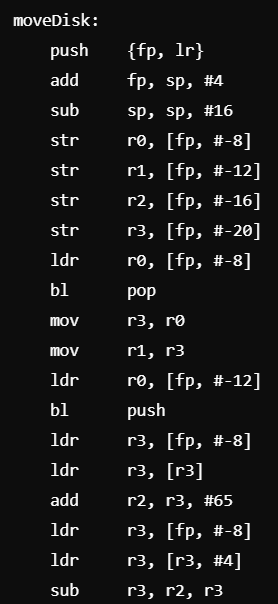 moveDisk:
push {fp, lr}
add fp, sp, #4
sub sp, sp, #16
str r0, [fp, #-8]
str r1, [fp, #-12]
str r2, [fp, #-16]
str r3, [fp, #-20]
ldr r0, [fp, #-8]
bl pop
mov r3, r0
mov r1, r3
ldr r0, [fp, #-12]
bl push
ldr r3, [fp, #-8]
ldr r3, [r3]
add r2, r3, #65
ldr r3, [fp, #-8]
ldr r3, [r3, #4]
sub r3, r2, r3